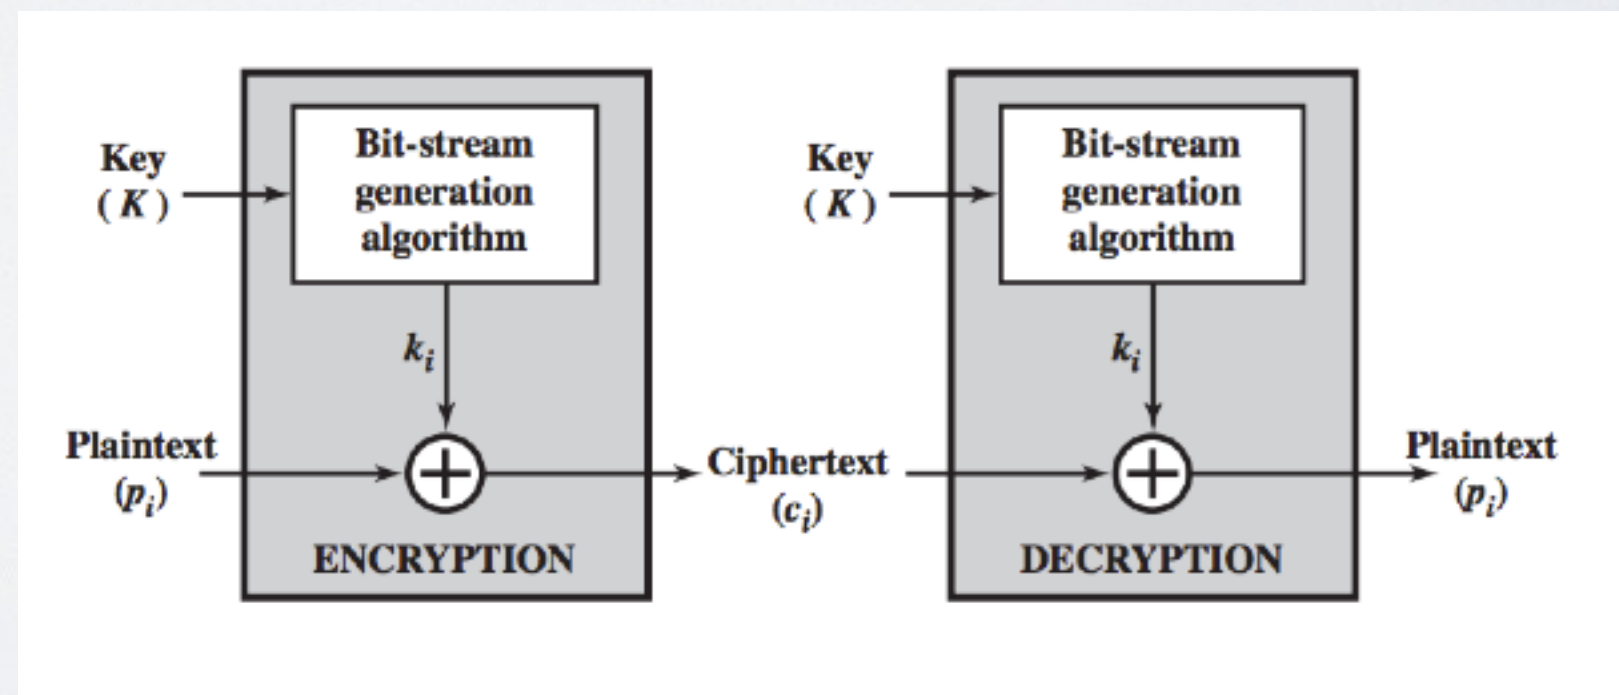 Key
( K )
Bit-stream
generation
algorithm
k_i
Plaintext
(p_i)
ENCRYPTION
Ciphertext
(c_i)
Key
( K )
Bit-stream
generation
algorithm
k_i
DECRYPTION
Plaintext
(p_i)